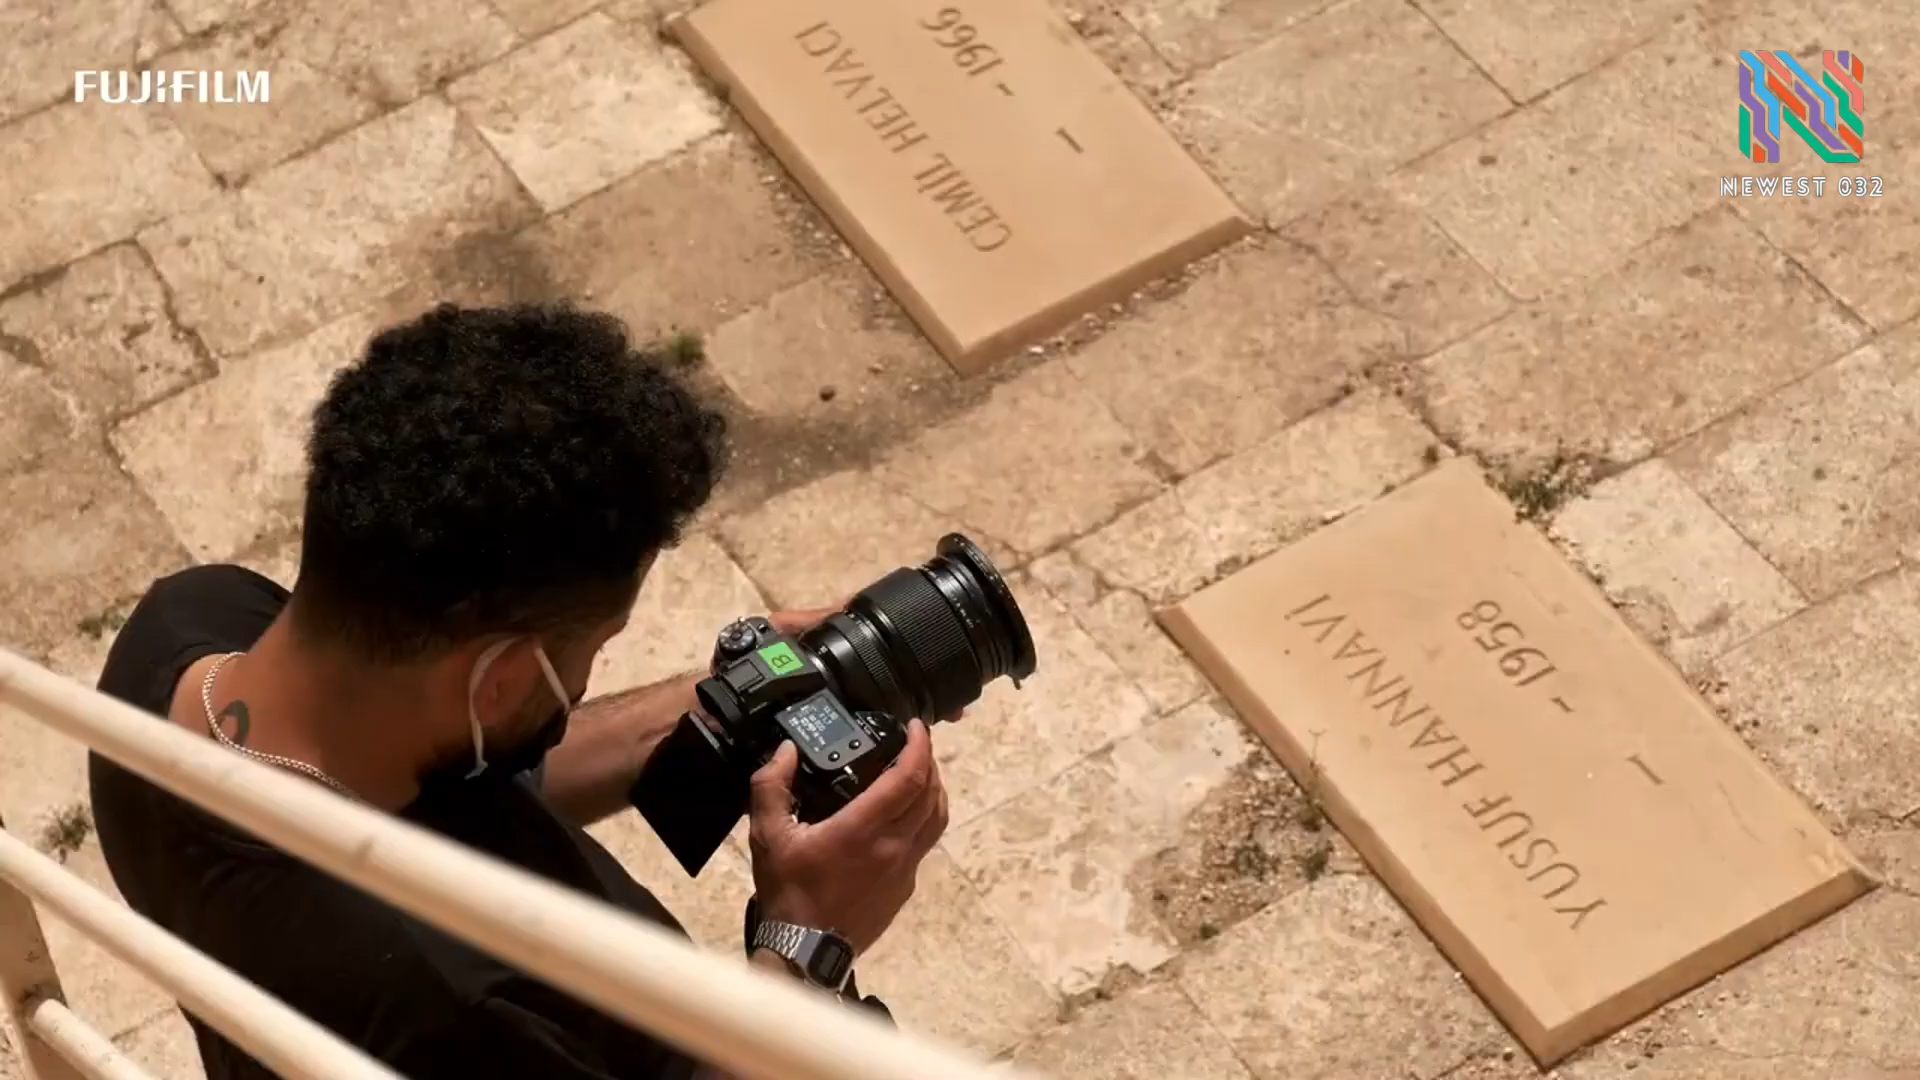 FUJIFILM
NEWEST 032
CEMİL HELVACI
- 1966
-
YUSUF HANNAVİ
- 1958
-
B